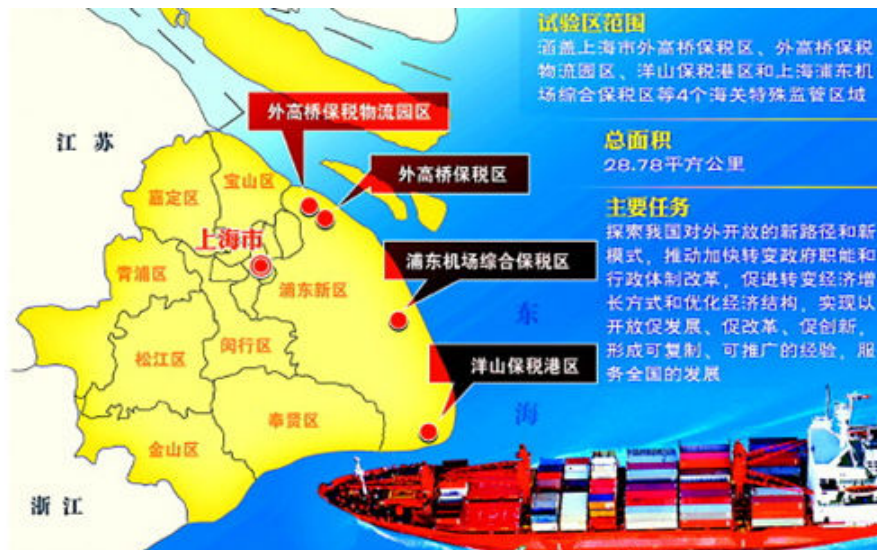 试验区范围
涵盖上海市外高桥保税区、外高桥保税
物流园区、洋山保税港区和上海浦东机
场综合保税区等4个海关特殊监管区域
外高桥保税物流园区
江苏
总面积
28.78平方公里
宝山区
外高桥保税区
嘉定区
主要任务
探索我国对外开放的新路径和新
模式，推动加快转变政府职能和
行政体制改革，促进转变经济增
长方式和优化经济结构，实现以
开放促发展、促改革、促创新，
形成可复制、可推广的经验，服
务全国的发展
上海市
浦东机场综合保税区
青浦区
浦东新区
东
海
松江区
闵行区
洋山保税港区
奉贤区
金山区
浙江